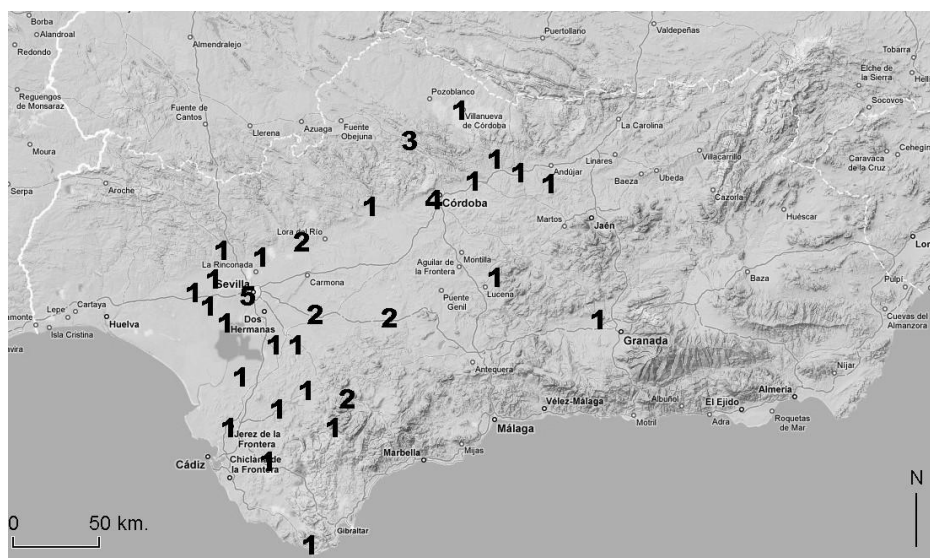 Borba
Alandroal
Redondo
Almendralejo
Puertollano
Valdepeñas
Tobarra
Elche de
la Sierra
Hell
Reguengos
de Monsaraz
Fuente de
Cantos
Llerena
Azuaga
Fuente
Obejuna
Pozoblanco
1
Villanueva
de Córdoba
La Carolina
Socovos
Moura
3
Linares
Villacarrillo
Caravaca
de la Cruz
Cehegin
Serpa
Aroche
1
1
1
1
Andújar
Baeza
Ubeda
Cazorla
1
4
Córdoba
Martos
Jaén
Huéscar
Lora del Río
2
1
1
La Rinconada
Aguilar de
la Frontera
Montilla
Lor
1
Sevilla
1
5
Carmona
1
Lucena
Puente
Genil
Baza
Pulpí
Cartaya
Lepe
amonte
Isla Cristina
Huelva
1
1
Dos
Hermanas
2
2
1
Granada
Cuevas del
Almanzora
avira
1
1
Antequera
Níjar
1
1
2
1
Vélez-Málaga
Albuñol
El Ejido
Almería
Motril
Adra
Roquetas
de Mar
1
Jerez de la
Frontera
1
Málaga
Mijas
Marbella
Cádiz
Chiclana de
la Frontera
1
1
Gibraltar
0 50 km.
N